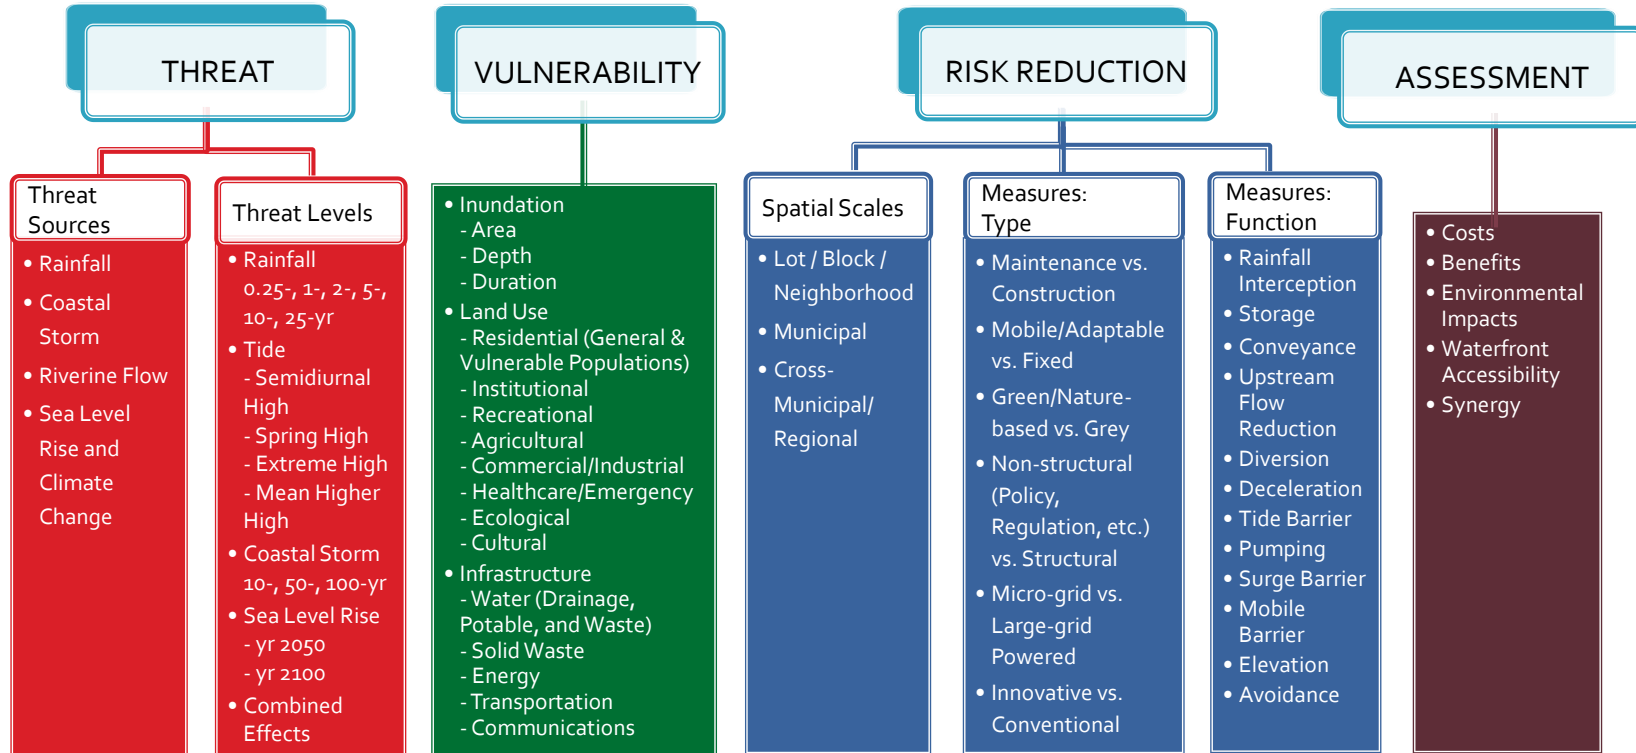 THREAT
Threat
Sources
• Rainfall
• Coastal
Storm
• Riverine Flow
• Sea Level
Rise and
Climate
Change
Threat Levels
• Rainfall
0.25-, 1-, 2-, 5-,
10-, 25-yr
• Tide
- Semidiurnal
High
- Spring High
- Extreme High
- Mean Higher
High
• Coastal Storm
10-, 50-, 100-yr
• Sea Level Rise
- yr 2050
- yr 2100
• Combined
Effects
VULNERABILITY
• Inundation
- Area
- Depth
- Duration
• Land Use
- Residential (General &
Vulnerable Populations)
- Institutional
- Recreational
- Agricultural
- Commercial/Industrial
- Healthcare/Emergency
- Ecological
- Cultural
• Infrastructure
- Water (Drainage,
Potable, and Waste)
- Solid Waste
- Energy
- Transportation
- Communications
RISK REDUCTION
Spatial Scales
• Lot / Block /
Neighborhood
• Municipal
• Cross-
Municipal/
Regional
Measures:
Type
• Maintenance vs.
Construction
• Mobile/Adaptable
vs. Fixed
• Green/Nature-
based vs. Grey
• Non-structural
(Policy,
Regulation, etc.)
vs. Structural
• Micro-grid vs.
Large-grid
Powered
• Innovative vs.
Conventional
Measures:
Function
• Rainfall
Interception
• Storage
• Conveyance
• Upstream
Flow
Reduction
• Diversion
• Deceleration
• Tide Barrier
• Pumping
• Surge Barrier
• Mobile
Barrier
• Elevation
• Avoidance
ASSESSMENT
• Costs
• Benefits
• Environmental
Impacts
• Waterfront
Accessibility
• Synergy